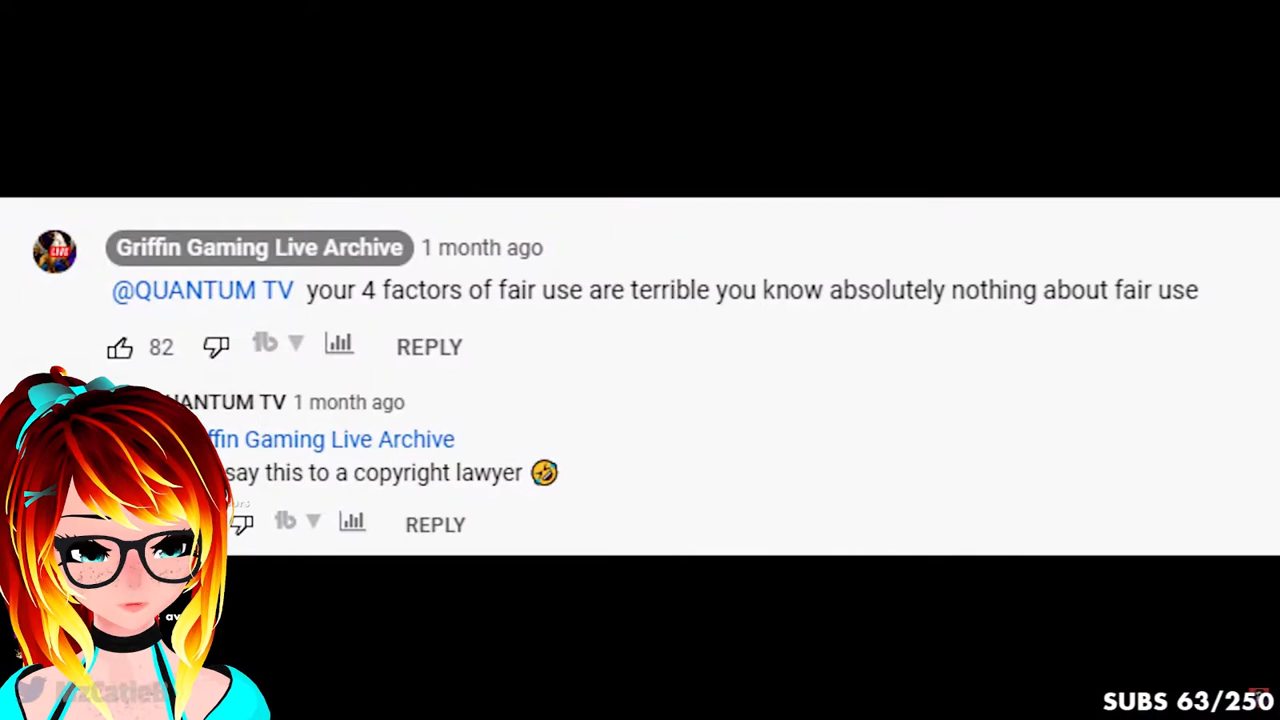 Griffin Gaming Live Archive 1 month ago
@QUANTUM TV your 4 factors of fair use are terrible you know absolutely nothing about fair use
82 REPLY
UANTUM TV 1 month ago
ffin Gaming Live Archive
say this to a copyright lawyer 🤣
REPLY
SUBS 63/250